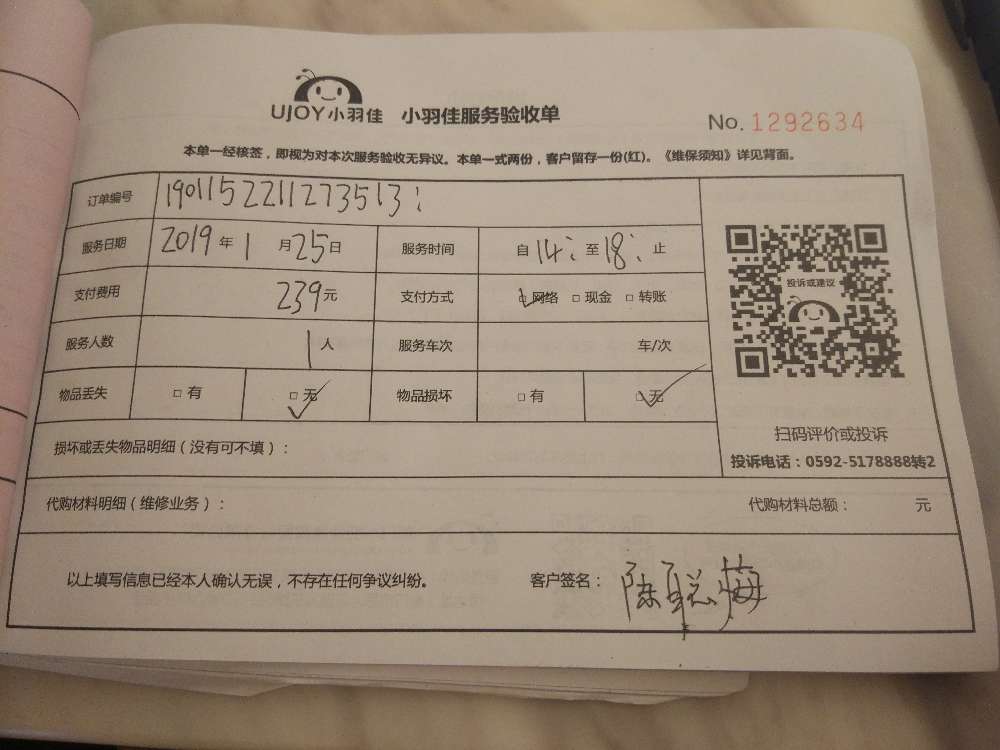 UJOY小羽佳 小羽佳服务验收单
No. 1292634
本单一经核签，即视为对本次服务验收无异议。本单一式两份，客户留存一份(红)。《维保须知》详见背面。
订单编号 1901152211273513
服务日期 2019年1月25日 服务时间 自14:至18:止
支付费用 239元 支付方式 □网络 □现金 □转账
服务人数 1人 服务车次 车/次
物品丢失 □有 □无 物品损坏 □有 □无
损坏或丢失物品明细（没有可不填）：
投诉或建议
扫码评价或投诉
投诉电话：0592-5178888转2
代购材料明细（维修业务）： 代购材料总额： 元
以上填写信息已经本人确认无误，不存在任何争议纠纷。 客户签名：陈聪梅